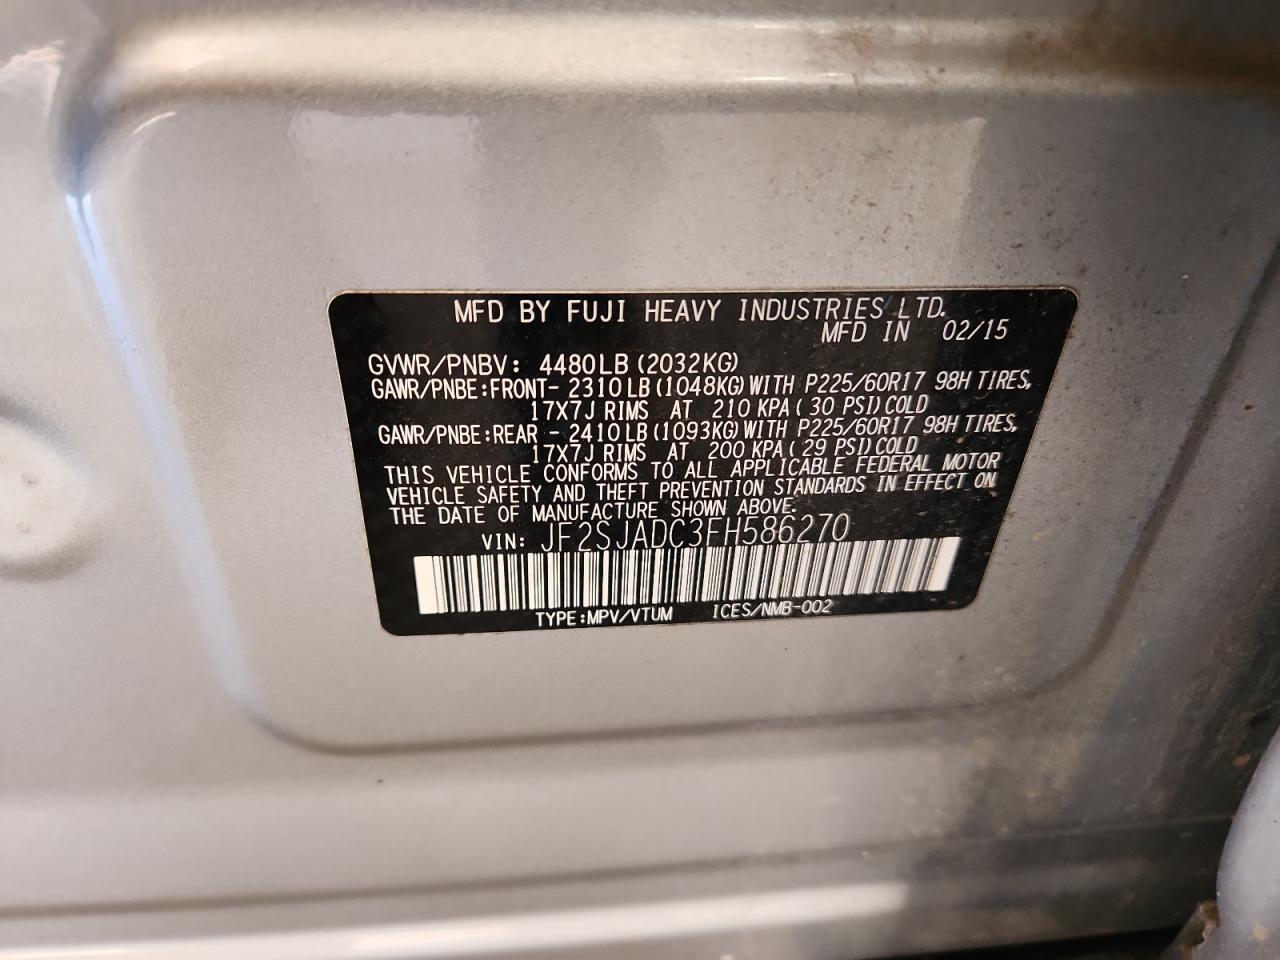 MFD BY FUJI HEAVY INDUSTRIES LTD.
MFD IN 02/15
GVWR/PNBV: 4480LB (2032KG)
GAWR/PNBE:FRONT- 2310LB (1048KG) WITH P225/60R17 98H TIRES,
17X7J RIMS AT 210 KPA (30 PSI) COLD
GAWR/PNBE:REAR - 2410LB (1093KG) WITH P225/60R17 98H TIRES,
17X7J RIMS AT 200 KPA (29 PSI) COLD
THIS VEHICLE CONFORMS TO ALL APPLICABLE FEDERAL MOTOR
VEHICLE SAFETY AND THEFT PREVENTION STANDARDS IN EFFECT ON
THE DATE OF MANUFACTURE SHOWN ABOVE.
VIN: JF2SJADC3FH586270
TYPE:MPV/VTUM ICES/NMB-002